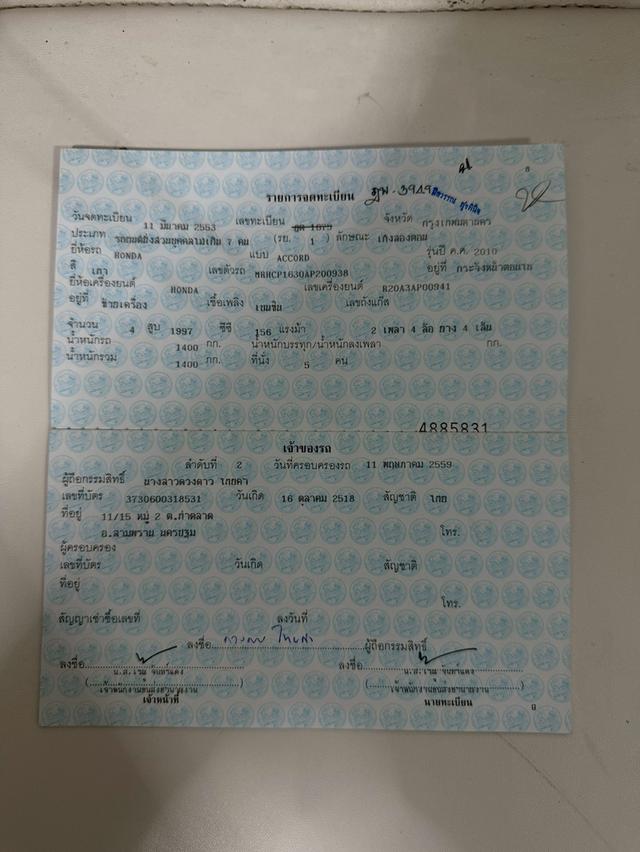 รายการจดทะเบียน
วันจดทะเบียน 11 มีนาคม 2553 เลขทะเบียน จังหวัด กรุงเทพมหานคร
ประเภท รถยนต์นั่งส่วนบุคคลไม่เกิน 7 คน (รย. 1 ) ลักษณะ เก๋งสองตอน
ยี่ห้อรถ HONDA แบบ ACCORD รุ่นปี ค.ศ. 2010
สี เทา เลขตัวรถ MRHCP1630AP200938 อยู่ที่ กระจังหน้าตอนกลาง
ยี่ห้อเครื่องยนต์ HONDA เลขเครื่องยนต์ R20A3AP00941
อยู่ที่ ซ้ายเครื่อง เชื้อเพลิง เบนซิน เลขถังแก๊ส
จำนวน 4 สูบ 1997 ซีซี 156 แรงม้า 2 เพลา 4 ล้อ ยาง 4 เส้น
น้ำหนักรถ 1400 กก. น้ำหนักบรรทุก/น้ำหนักลงเพลา กก.
น้ำหนักรวม 1400 กก. ที่นั่ง 5 คน
4885831
เจ้าของรถ
ลำดับที่ 2 วันที่ครอบครองรถ 11 พฤษภาคม 2559
ผู้ถือกรรมสิทธิ์ นางสาวดวงดาว
เลขที่บัตร 3730600318531 วันเกิด 16 ตุลาคม 2518 สัญชาติ ไทย
ที่อยู่ 11/15 หมู่ 2 ต.ท่าตลาด
อ.สามพราน นครปฐม โทร.
ผู้ครอบครอง
เลขที่บัตร วันเกิด สัญชาติ
ที่อยู่
โทร.
สัญญาเช่าซื้อเลขที่ ลงวันที่
ลงชื่อ ผู้ถือกรรมสิทธิ์
ลงชื่อ ลงชื่อ
เจ้าหน้าที่ นายทะเบียน